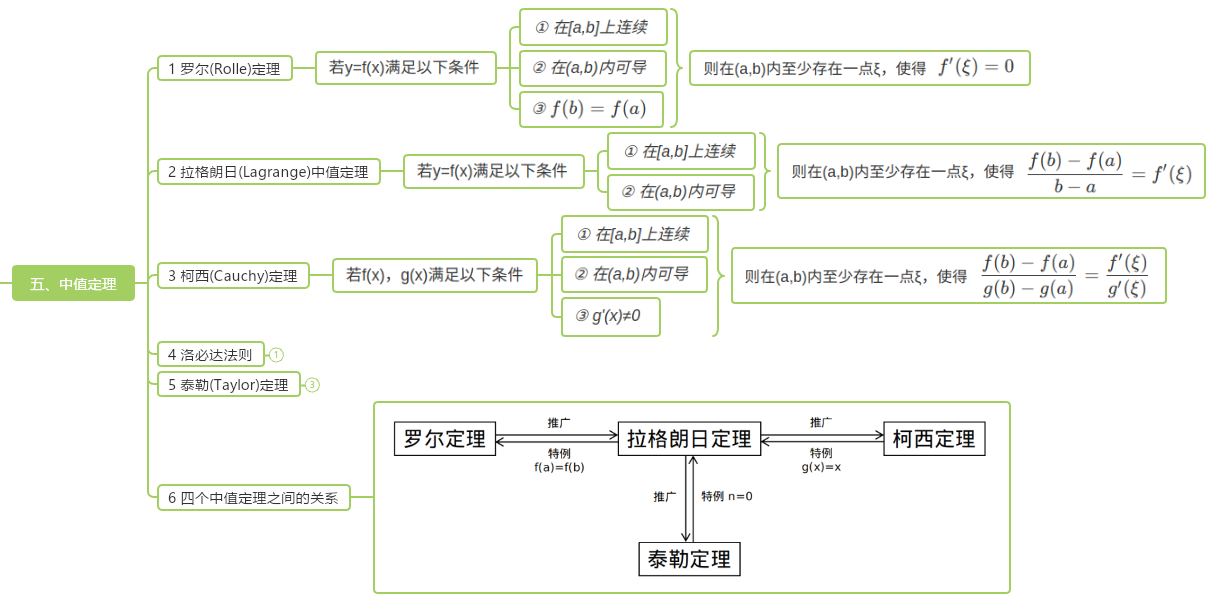 五、中值定理
1 罗尔(Rolle)定理
若y=f(x)满足以下条件
① 在[a,b]上连续
② 在(a,b)内可导
③ f(b) = f(a)
则在(a,b)内至少存在一点ξ，使得 f′(ξ) = 0
2 拉格朗日(Lagrange)中值定理
若y=f(x)满足以下条件
① 在[a,b]上连续
② 在(a,b)内可导
则在(a,b)内至少存在一点ξ，使得 \frac{f(b) − f(a)}{b − a} = f′(ξ)
3 柯西(Cauchy)定理
若f(x)，g(x)满足以下条件
① 在[a,b]上连续
② 在(a,b)内可导
③ g'(x)≠0
则在(a,b)内至少存在一点ξ，使得 \frac{f(b) − f(a)}{g(b) − g(a)} = \frac{f′(ξ)}{g′(ξ)}
4 洛必达法则 ①
5 泰勒(Taylor)定理 ③
6 四个中值定理之间的关系
罗尔定理
推广
特例
f(a)=f(b)
拉格朗日定理
推广
特例
g(x)=x
柯西定理
推广
特例 n=0
泰勒定理